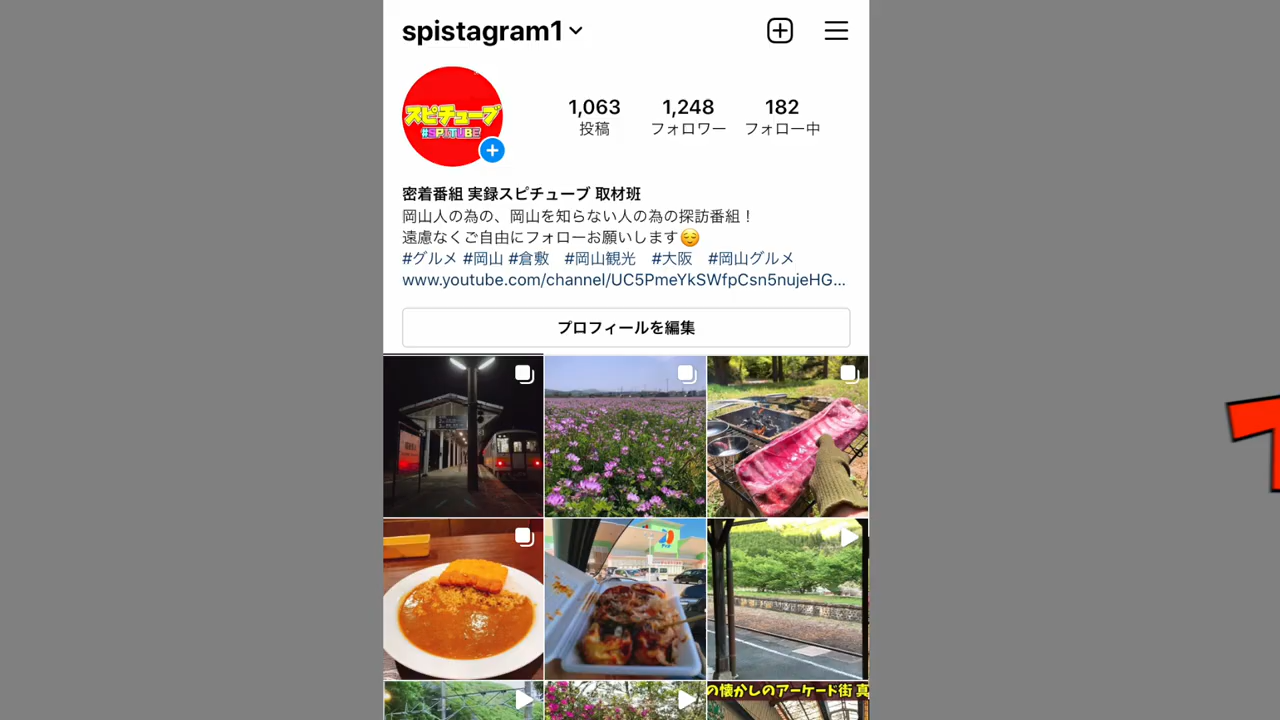 spistagram1
スピチューブ
#SPITUBE
1,063 1,248 182
投稿 フォロワー フォロー中
密着番組 実録スピチューブ 取材班
岡山人の為の、岡山を知らない人の為の探訪番組！
遠慮なくご自由にフォローお願いします😌
#グルメ #岡山 #倉敷　#岡山観光　#大阪　#岡山グルメ
www.youtube.com/channel/UC5PmeYkSWfpCsn5nujeHG...
プロフィールを編集
の懐かしのアーケード街 真